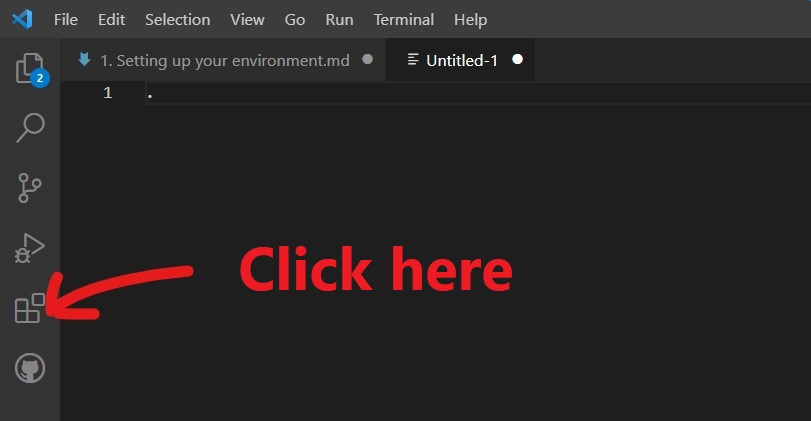 File Edit Selection View Go Run Terminal Help
1. Setting up your environment.md Untitled-1
2
1 .
Click here